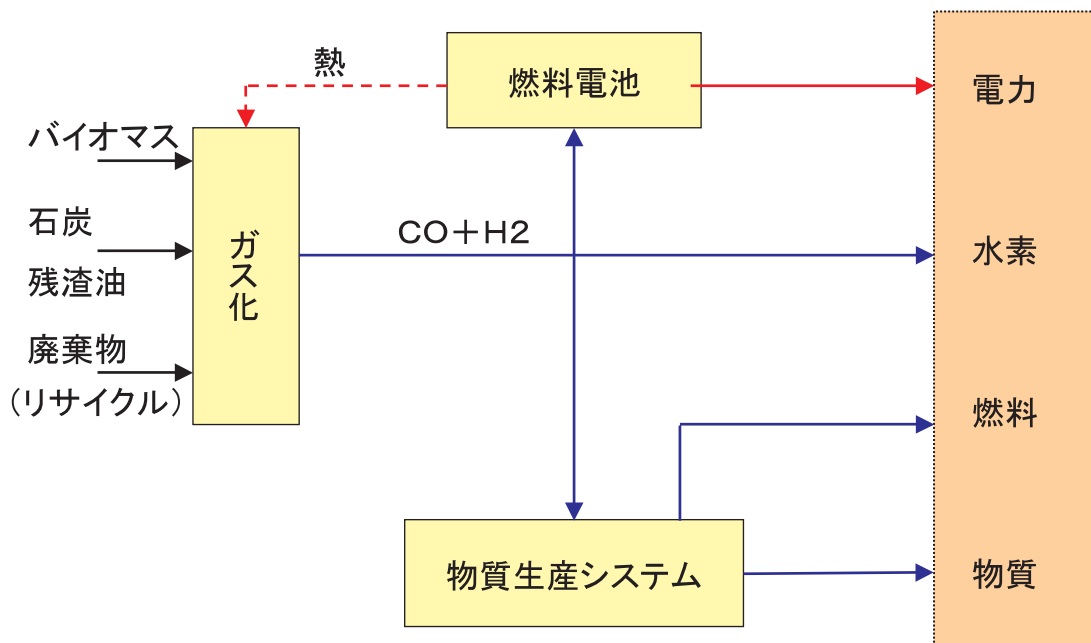 熱
燃料電池
電力
バイオマス
石炭
残渣油
廃棄物
（リサイクル）
ガス化
CO＋H2
水素
燃料
物質生産システム
物質